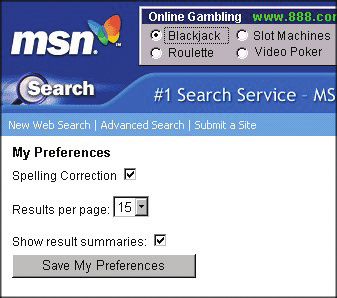 Online Gambling www.888.co
msn
Blackjack Slot Machines
Roulette Video Poker
Search
#1 Search Service – MS
New Web Search | Advanced Search | Submit a Site
My Preferences
Spelling Correction
Results per page: 15
Show result summaries:
Save My Preferences